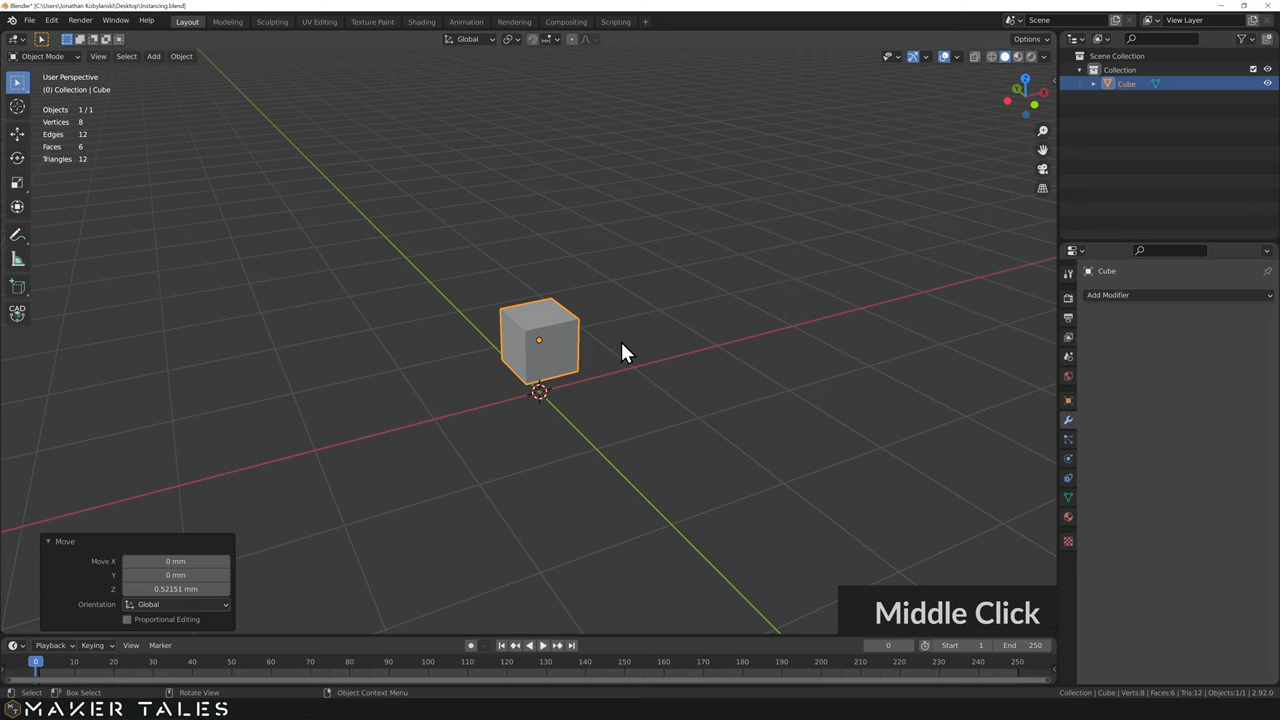 Blender* [C:\Users\Jonathan Kobylanski\Desktop\Instancing.blend]
File Edit Render Window Help Layout Modeling Sculpting UV Editing Texture Paint Shading Animation Rendering Compositing Scripting + Scene View Layer
Global Options
Object Mode View Select Add Object
Scene Collection
Collection
Cube
User Perspective
(0) Collection | Cube
Objects 1 / 1
Vertices 8
Edges 12
Faces 6
Triangles 12
CAD
X
Y
Z
Cube
Add Modifier
Move
Move X 0 mm
Y 0 mm
Z 0.52151 mm
Orientation Global
Proportional Editing
Middle Click
Playback Keying View Marker 0 Start 1 End 250
0 10 20 30 40 50 60 70 80 90 100 110 120 130 140 150 160 170 180 190 200 210 220 230 240 250
Select Box Select Rotate View Object Context Menu Collection | Cube | Verts:8 | Faces:6 | Tris:12 | Objects:1/1 | 2.92.0
MAKER TALES